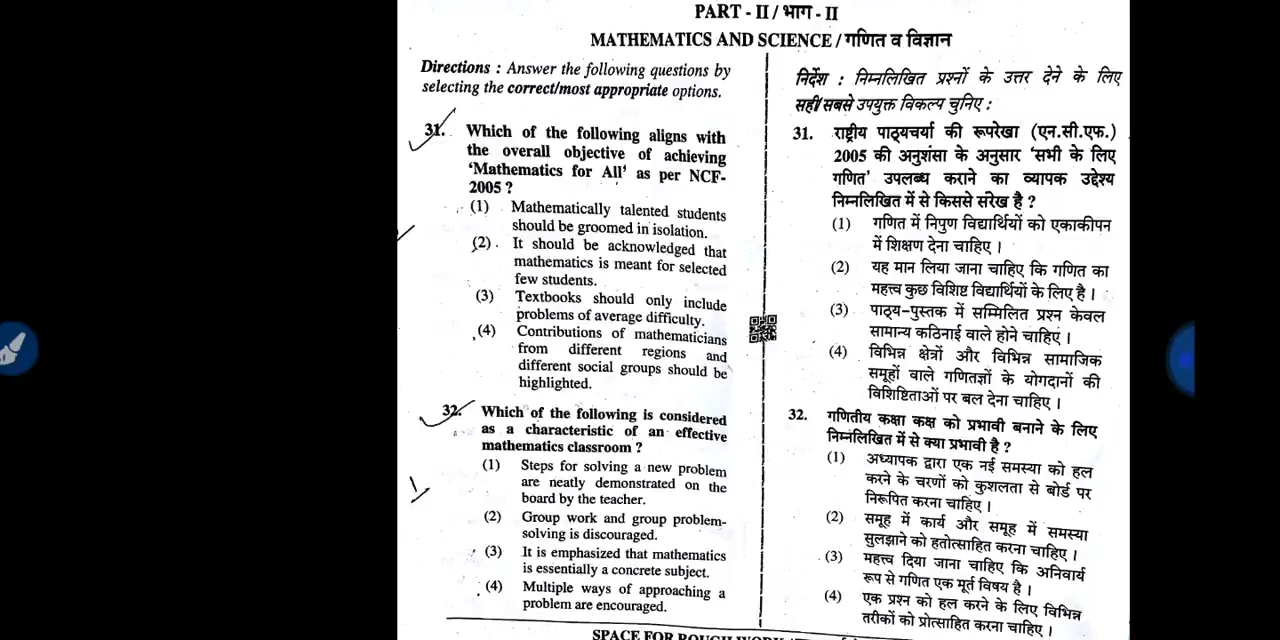 PART - II / भाग - II
MATHEMATICS AND SCIENCE / गणित व विज्ञान
Directions : Answer the following questions by
selecting the correct/most appropriate options.
31. Which of the following aligns with
the overall objective of achieving
'Mathematics for All' as per NCF-
2005 ?
(1) Mathematically talented students
should be groomed in isolation.
(2) It should be acknowledged that
mathematics is meant for selected
few students.
(3) Textbooks should only include
problems of average difficulty.
(4) Contributions of mathematicians
from different regions and
different social groups should be
highlighted.
32. Which of the following is considered
as a characteristic of an effective
mathematics classroom ?
(1) Steps for solving a new problem
are neatly demonstrated on the
board by the teacher.
(2) Group work and group problem-
solving is discouraged.
(3) It is emphasized that mathematics
is essentially a concrete subject.
(4) Multiple ways of approaching a
problem are encouraged.
निर्देश : निम्नलिखित प्रश्नों के उत्तर देने के लिए
सही/सबसे उपयुक्त विकल्प चुनिए :
31. राष्ट्रीय पाठ्यचर्या की रूपरेखा (एन.सी.एफ.)
2005 की अनुशंसा के अनुसार 'सभी के लिए
गणित' उपलब्ध कराने का व्यापक उद्देश्य
निम्नलिखित में से किससे सरेख है ?
(1) गणित में निपुण विद्यार्थियों को एकाकीपन
में शिक्षण देना चाहिए ।
(2) यह मान लिया जाना चाहिए कि गणित का
महत्त्व कुछ विशिष्ट विद्यार्थियों के लिए है ।
(3) पाठ्य-पुस्तक में सम्मिलित प्रश्न केवल
सामान्य कठिनाई वाले होने चाहिए ।
(4) विभिन्न क्षेत्रों और विभिन्न सामाजिक
समूहों वाले गणितज्ञों के योगदानों की
विशिष्टिताओं पर बल देना चाहिए ।
32. गणितीय कक्षा कक्ष को प्रभावी बनाने के लिए
निम्नलिखित में से क्या प्रभावी है ?
(1) अध्यापक द्वारा एक नई समस्या को हल
करने के चरणों को कुशलता से बोर्ड पर
निरूपित करना चाहिए ।
(2) समूह में कार्य और समूह में समस्या
सुलझाने को हतोत्साहित करना चाहिए ।
(3) महत्त्व दिया जाना चाहिए कि अनिवार्य
रूप से गणित एक मूर्त विषय है ।
(4) एक प्रश्न को हल करने के लिए विभिन्न
तरीकों को प्रोत्साहित करना चाहिए ।
SPACE FOR ROUGH WORK